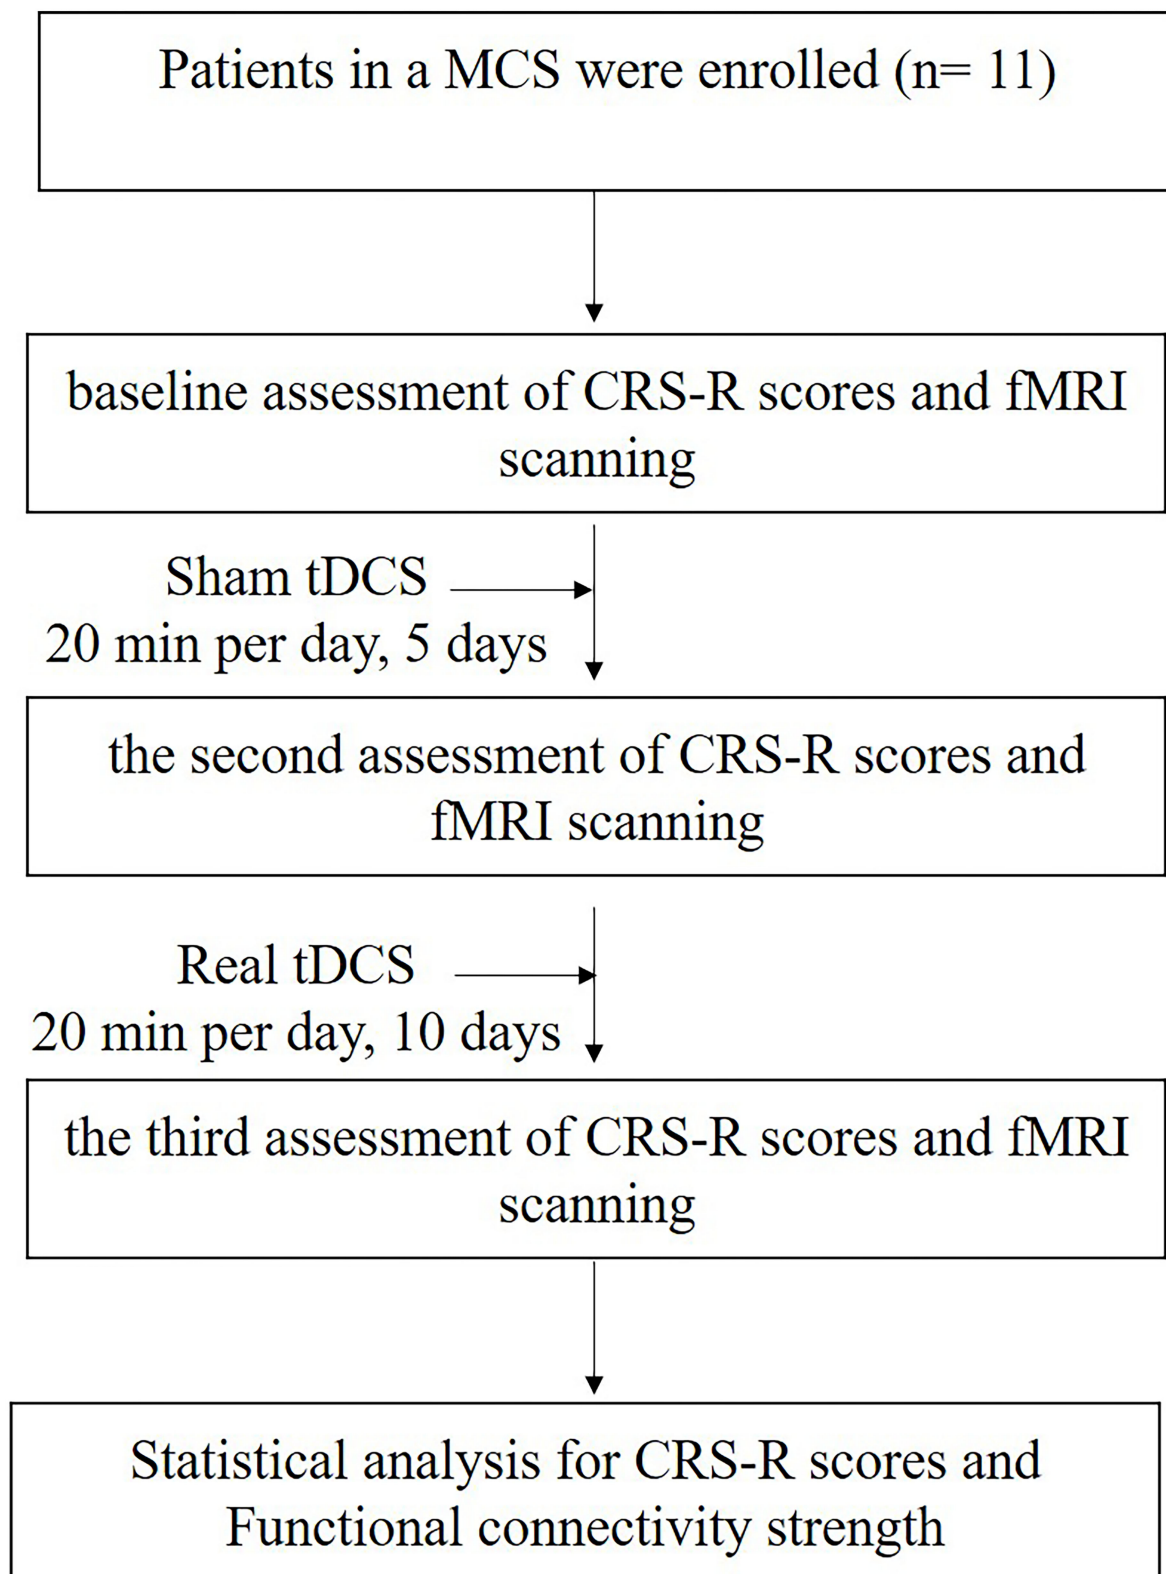 Patients in a MCS were enrolled (n= 11)
baseline assessment of CRS-R scores and fMRI
scanning
Sham tDCS
20 min per day, 5 days
the second assessment of CRS-R scores and
fMRI scanning
Real tDCS
20 min per day, 10 days
the third assessment of CRS-R scores and fMRI
scanning
Statistical analysis for CRS-R scores and
Functional connectivity strength